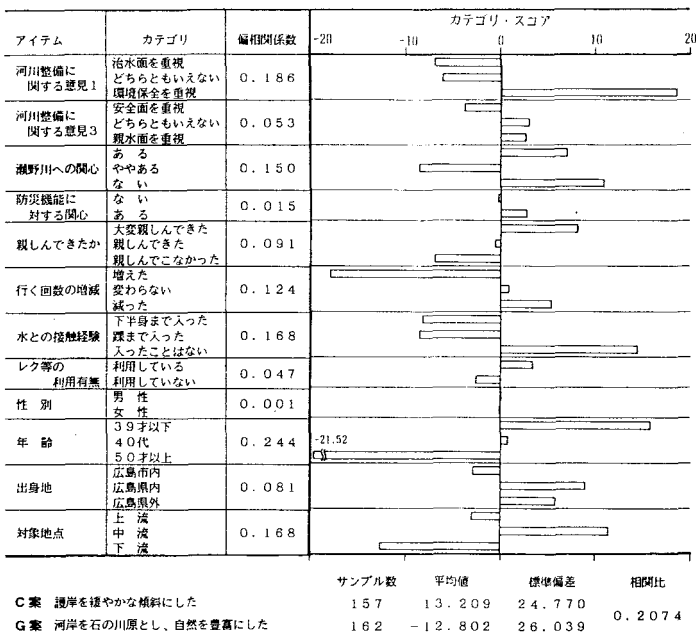 カテゴリ・スコア
アイテム カテゴリ 偏相関係数 -20 -10 0 10 20
河川整備に関する意見1 0.186
治水面を重視
どちらともいえない
環境保全を重視
河川整備に関する意見3 0.053
安全面を重視
どちらともいえない
親水面を重視
瀬野川への関心 0.150
ある
ややある
ない
防災機能に対する関心 0.015
ない
ある
親しんできたか 0.091
大変親しんできた
親しんできた
親しんでこなかった
行く回数の増減 0.124
増えた
変わらない
減った
水との接触経験 0.168
下半身まで入った
踝まで入った
入ったことはない
レク等の利用有無 0.047
利用している
利用していない
性別 0.001
男性
女性
年齢 0.244
39才以下
40代
50才以上
-21.52
出身地 0.081
広島市内
広島県内
広島県外
対象地点 0.168
上流
中流
下流
サンプル数 平均値 標準偏差 相関比
C案 護岸を緩やかな傾斜にした 157 13.209 24.770
0.2074
G案 河岸を石の川原とし、自然を豊富にした 162 -12.802 26.039